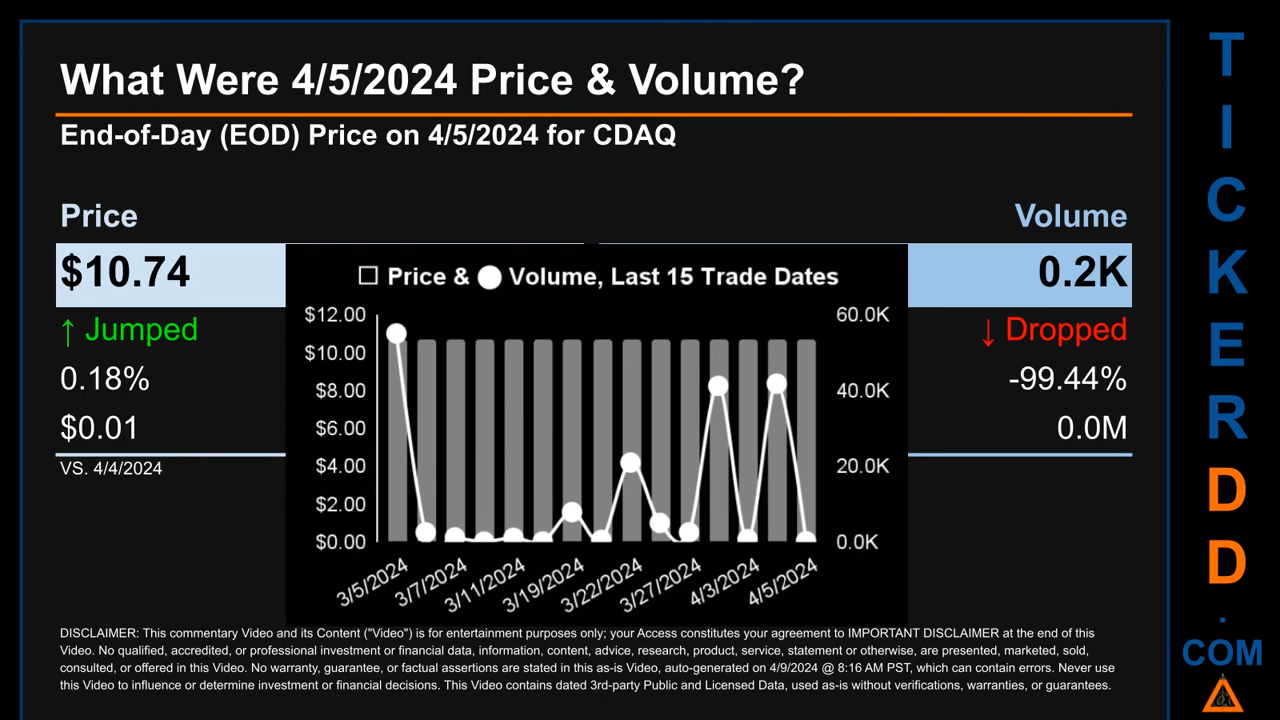 What Were 4/5/2024 Price & Volume?
End-of-Day (EOD) Price on 4/5/2024 for CDAQ
Price
Volume
$10.74
0.2K
↑ Jumped
↓ Dropped
0.18%
-99.44%
$0.01
0.0M
VS. 4/4/2024
Price & Volume, Last 15 Trade Dates
$12.00
$10.00
$8.00
$6.00
$4.00
$2.00
$0.00
60.0K
40.0K
20.0K
0.0K
3/5/2024
3/7/2024
3/11/2024
3/19/2024
3/22/2024
3/27/2024
4/3/2024
4/5/2024
DISCLAIMER: This commentary Video and its Content ("Video") is for entertainment purposes only; your Access constitutes your agreement to IMPORTANT DISCLAIMER at the end of this
Video. No qualified, accredited, or professional investment or financial data, information, content, advice, research, product, service, statement or otherwise, are presented, marketed, sold,
consulted, or offered in this Video. No warranty, guarantee, or factual assertions are stated in this as-is Video, auto-generated on 4/9/2024 @ 8:16 AM PST, which can contain errors. Never use
this Video to influence or determine investment or financial decisions. This Video contains dated 3rd-party Public and Licensed Data, used as-is without verifications, warranties, or guarantees.
T
I
C
K
E
R
D
D
.
COM